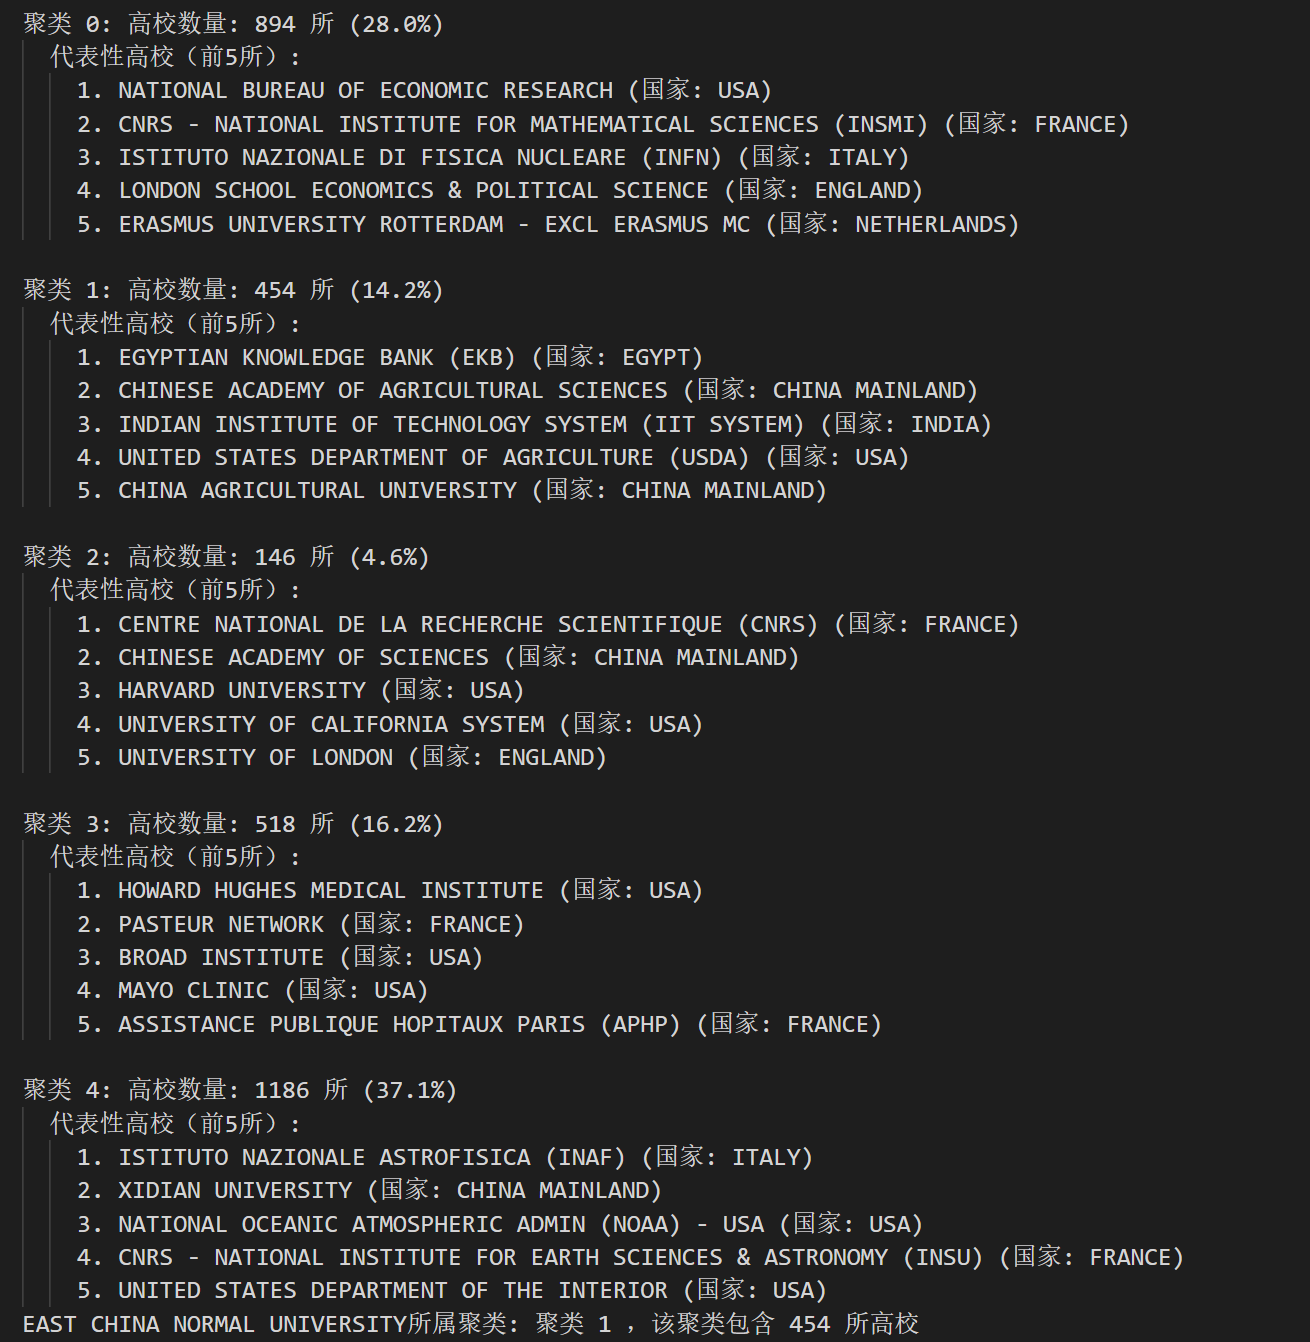 聚类 0: 高校数量: 894 所 (28.0%)
代表性高校（前5所）:
1. NATIONAL BUREAU OF ECONOMIC RESEARCH (国家: USA)
2. CNRS - NATIONAL INSTITUTE FOR MATHEMATICAL SCIENCES (INSMI) (国家: FRANCE)
3. ISTITUTO NAZIONALE DI FISICA NUCLEARE (INFN) (国家: ITALY)
4. LONDON SCHOOL ECONOMICS & POLITICAL SCIENCE (国家: ENGLAND)
5. ERASMUS UNIVERSITY ROTTERDAM - EXCL ERASMUS MC (国家: NETHERLANDS)
聚类 1: 高校数量: 454 所 (14.2%)
代表性高校（前5所）:
1. EGYPTIAN KNOWLEDGE BANK (EKB) (国家: EGYPT)
2. CHINESE ACADEMY OF AGRICULTURAL SCIENCES (国家: CHINA MAINLAND)
3. INDIAN INSTITUTE OF TECHNOLOGY SYSTEM (IIT SYSTEM) (国家: INDIA)
4. UNITED STATES DEPARTMENT OF AGRICULTURE (USDA) (国家: USA)
5. CHINA AGRICULTURAL UNIVERSITY (国家: CHINA MAINLAND)
聚类 2: 高校数量: 146 所 (4.6%)
代表性高校（前5所）:
1. CENTRE NATIONAL DE LA RECHERCHE SCIENTIFIQUE (CNRS) (国家: FRANCE)
2. CHINESE ACADEMY OF SCIENCES (国家: CHINA MAINLAND)
3. HARVARD UNIVERSITY (国家: USA)
4. UNIVERSITY OF CALIFORNIA SYSTEM (国家: USA)
5. UNIVERSITY OF LONDON (国家: ENGLAND)
聚类 3: 高校数量: 518 所 (16.2%)
代表性高校（前5所）:
1. HOWARD HUGHES MEDICAL INSTITUTE (国家: USA)
2. PASTEUR NETWORK (国家: FRANCE)
3. BROAD INSTITUTE (国家: USA)
4. MAYO CLINIC (国家: USA)
5. ASSISTANCE PUBLIQUE HOPITAUX PARIS (APHP) (国家: FRANCE)
聚类 4: 高校数量: 1186 所 (37.1%)
代表性高校（前5所）:
1. ISTITUTO NAZIONALE ASTROFISICA (INAF) (国家: ITALY)
2. XIDIAN UNIVERSITY (国家: CHINA MAINLAND)
3. NATIONAL OCEANIC ATMOSPHERIC ADMIN (NOAA) - USA (国家: USA)
4. CNRS - NATIONAL INSTITUTE FOR EARTH SCIENCES & ASTRONOMY (INSU) (国家: FRANCE)
5. UNITED STATES DEPARTMENT OF THE INTERIOR (国家: USA)
EAST CHINA NORMAL UNIVERSITY所属聚类: 聚类 1 ，该聚类包含 454 所高校